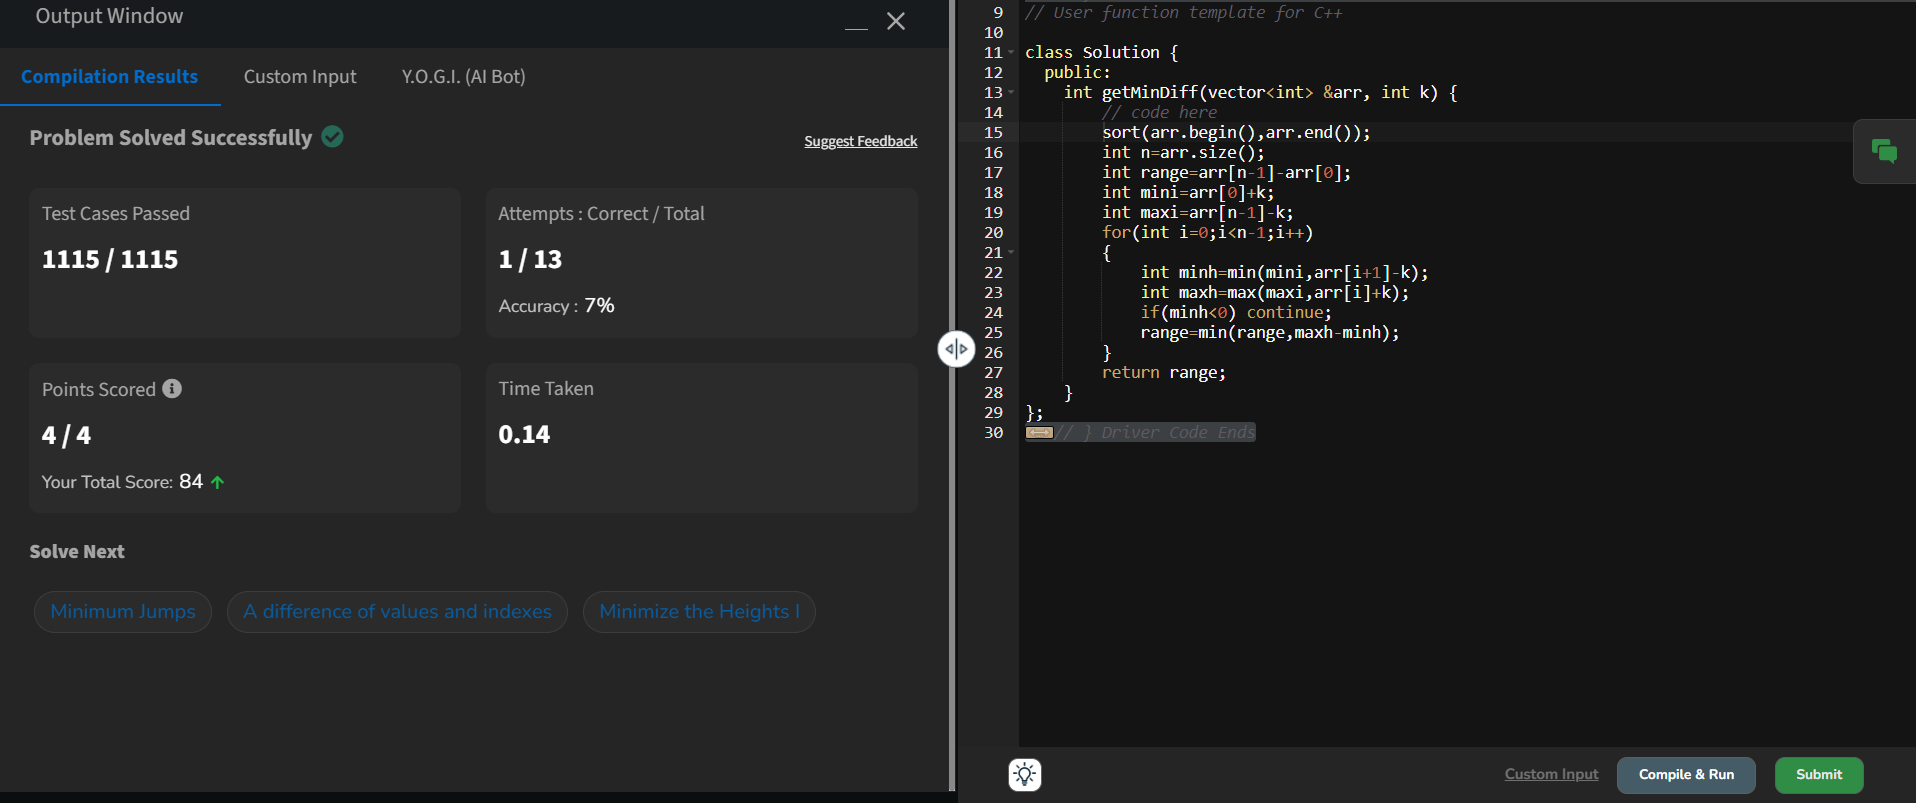 Output Window
Compilation Results
Custom Input
Y.O.G.I. (AI Bot)
Problem Solved Successfully
Suggest Feedback
Test Cases Passed
1115 / 1115
Attempts : Correct / Total
1 / 13
Accuracy : 7%
Points Scored
4 / 4
Your Total Score: 84
Time Taken
0.14
Solve Next
Minimum Jumps
A difference of values and indexes
Minimize the Heights I
9 // User function template for C++
10
11 class Solution {
12   public:
13     int getMinDiff(vector<int> &arr, int k) {
14         // code here
15         sort(arr.begin(),arr.end());
16         int n=arr.size();
17         int range=arr[n-1]-arr[0];
18         int mini=arr[0]+k;
19         int maxi=arr[n-1]-k;
20         for(int i=0;i<n-1;i++)
21         {
22             int minh=min(mini,arr[i+1]-k);
23             int maxh=max(maxi,arr[i]+k);
24             if(minh<0) continue;
25             range=min(range,maxh-minh);
26         }
27         return range;
28     }
29 };
30 // } Driver Code Ends
Custom Input
Compile & Run
Submit